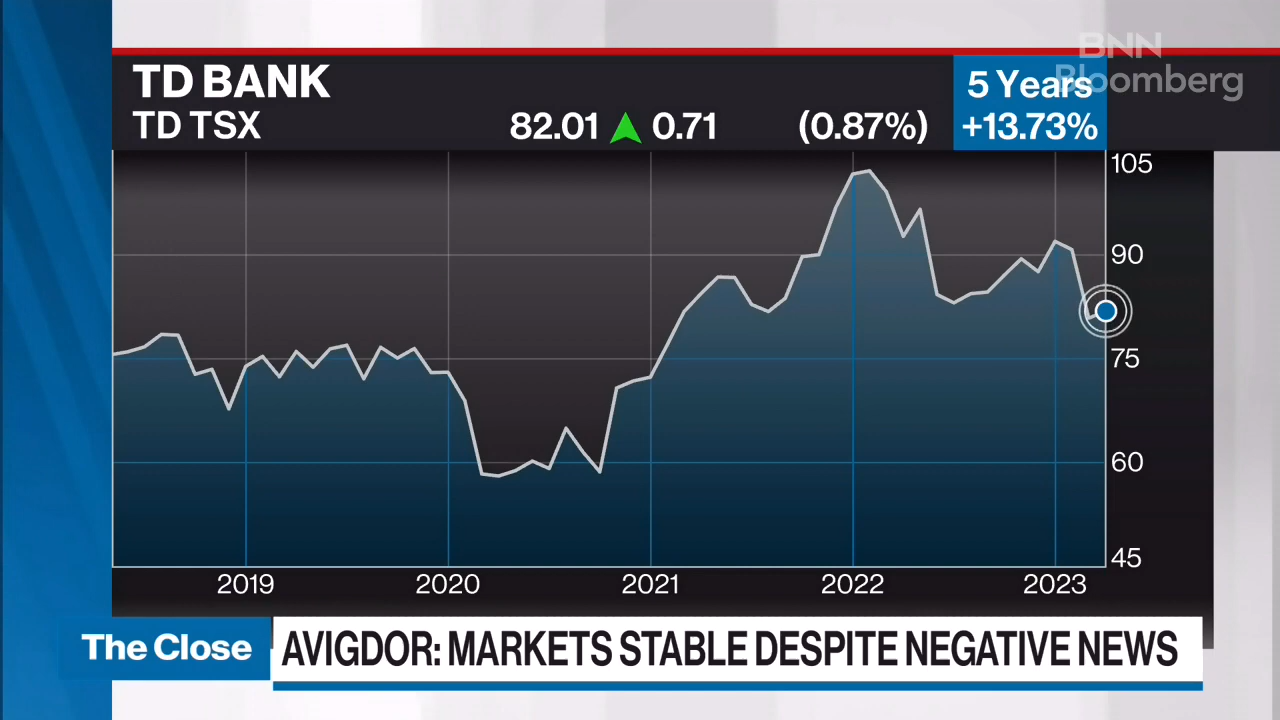 BNN
Bloomberg
TD BANK
TD TSX
82.01 ▲ 0.71 (0.87%)
5 Years
+13.73%
105
90
75
60
45
2019 2020 2021 2022 2023
The Close
AVIGDOR: MARKETS STABLE DESPITE NEGATIVE NEWS